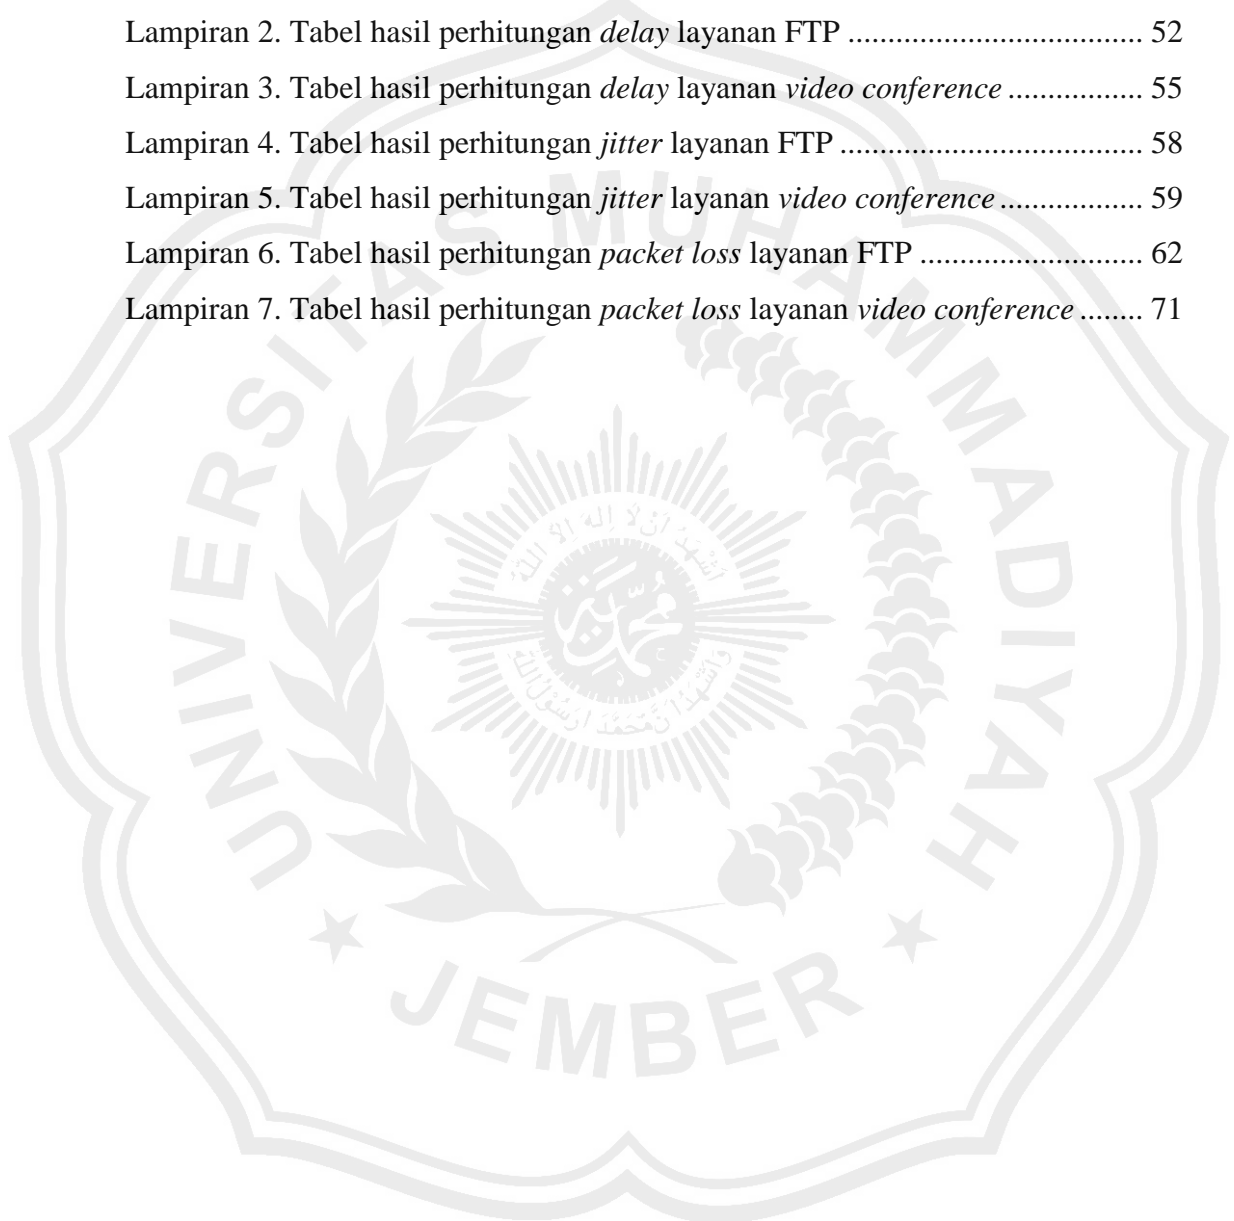 Lampiran 2. Tabel hasil perhitungan delay layanan FTP ..................................... 52
Lampiran 3. Tabel hasil perhitungan delay layanan video conference ................. 55
Lampiran 4. Tabel hasil perhitungan jitter layanan FTP ...................................... 58
Lampiran 5. Tabel hasil perhitungan jitter layanan video conference .................. 59
Lampiran 6. Tabel hasil perhitungan packet loss layanan FTP ............................ 62
Lampiran 7. Tabel hasil perhitungan packet loss layanan video conference ........ 71
UNIVERSITAS MUHAMMADIYAH
JEMBER